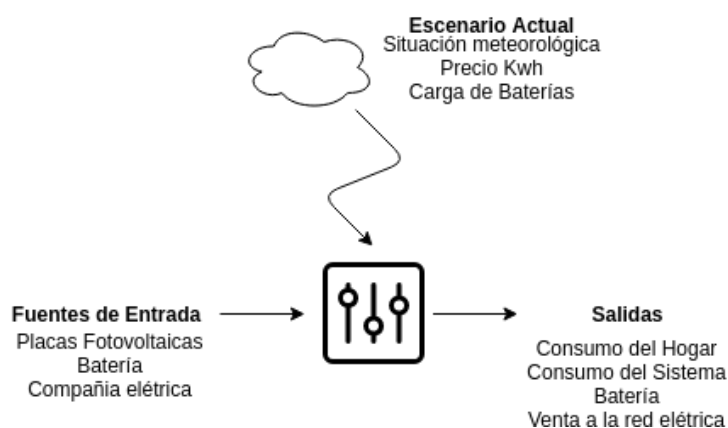 Escenario Actual
Situación meteorológica
Precio Kwh
Carga de Baterías
Fuentes de Entrada
Placas Fotovoltaicas
Batería
Compañia elétrica
Salidas
Consumo del Hogar
Consumo del Sistema
Batería
Venta a la red elétrica